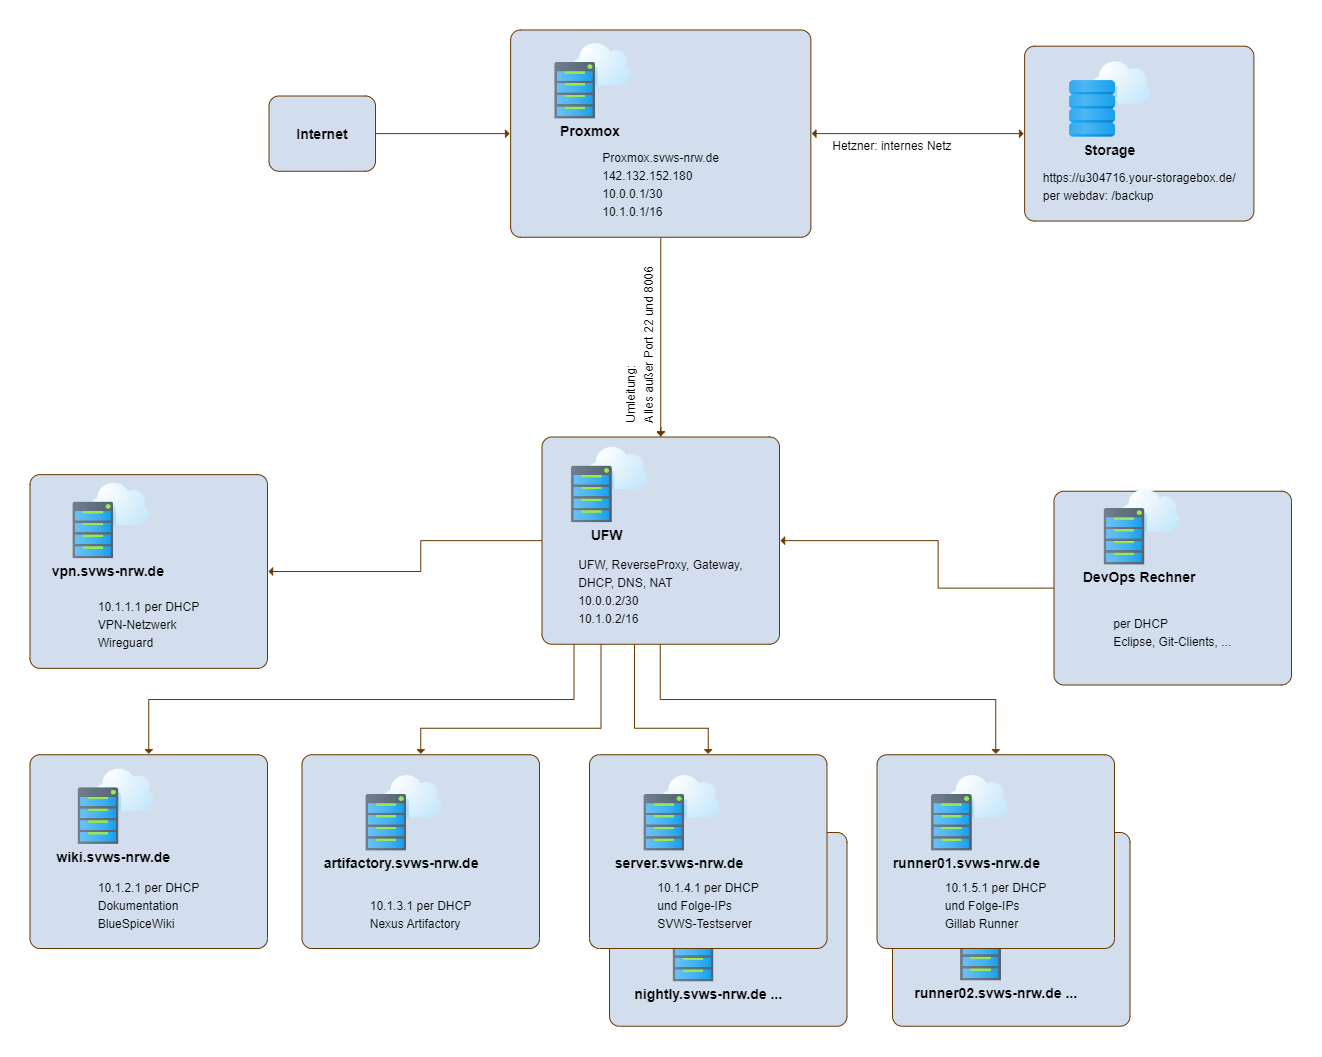 Internet
Proxmox
Proxmox.svws-nrw.de
142.132.152.180
10.0.0.1/30
10.1.0.1/16
Hetzner: internes Netz
Storage
https://u304716.your-storagebox.de/
per webdav: /backup
Umleitung:
Alles außer Port 22 und 8006
UFW
UFW, ReverseProxy, Gateway,
DHCP, DNS, NAT
10.0.0.2/30
10.1.0.2/16
vpn.svws-nrw.de
10.1.1.1 per DHCP
VPN-Netzwerk
Wireguard
DevOps Rechner
per DHCP
Eclipse, Git-Clients, ...
wiki.svws-nrw.de
10.1.2.1 per DHCP
Dokumentation
BlueSpiceWiki
artifactory.svws-nrw.de
10.1.3.1 per DHCP
Nexus Artifactory
server.svws-nrw.de
10.1.4.1 per DHCP
und Folge-IPs
SVWS-Testserver
nightly.svws-nrw.de ...
runner01.svws-nrw.de
10.1.5.1 per DHCP
und Folge-IPs
Gillab Runner
runner02.svws-nrw.de ...